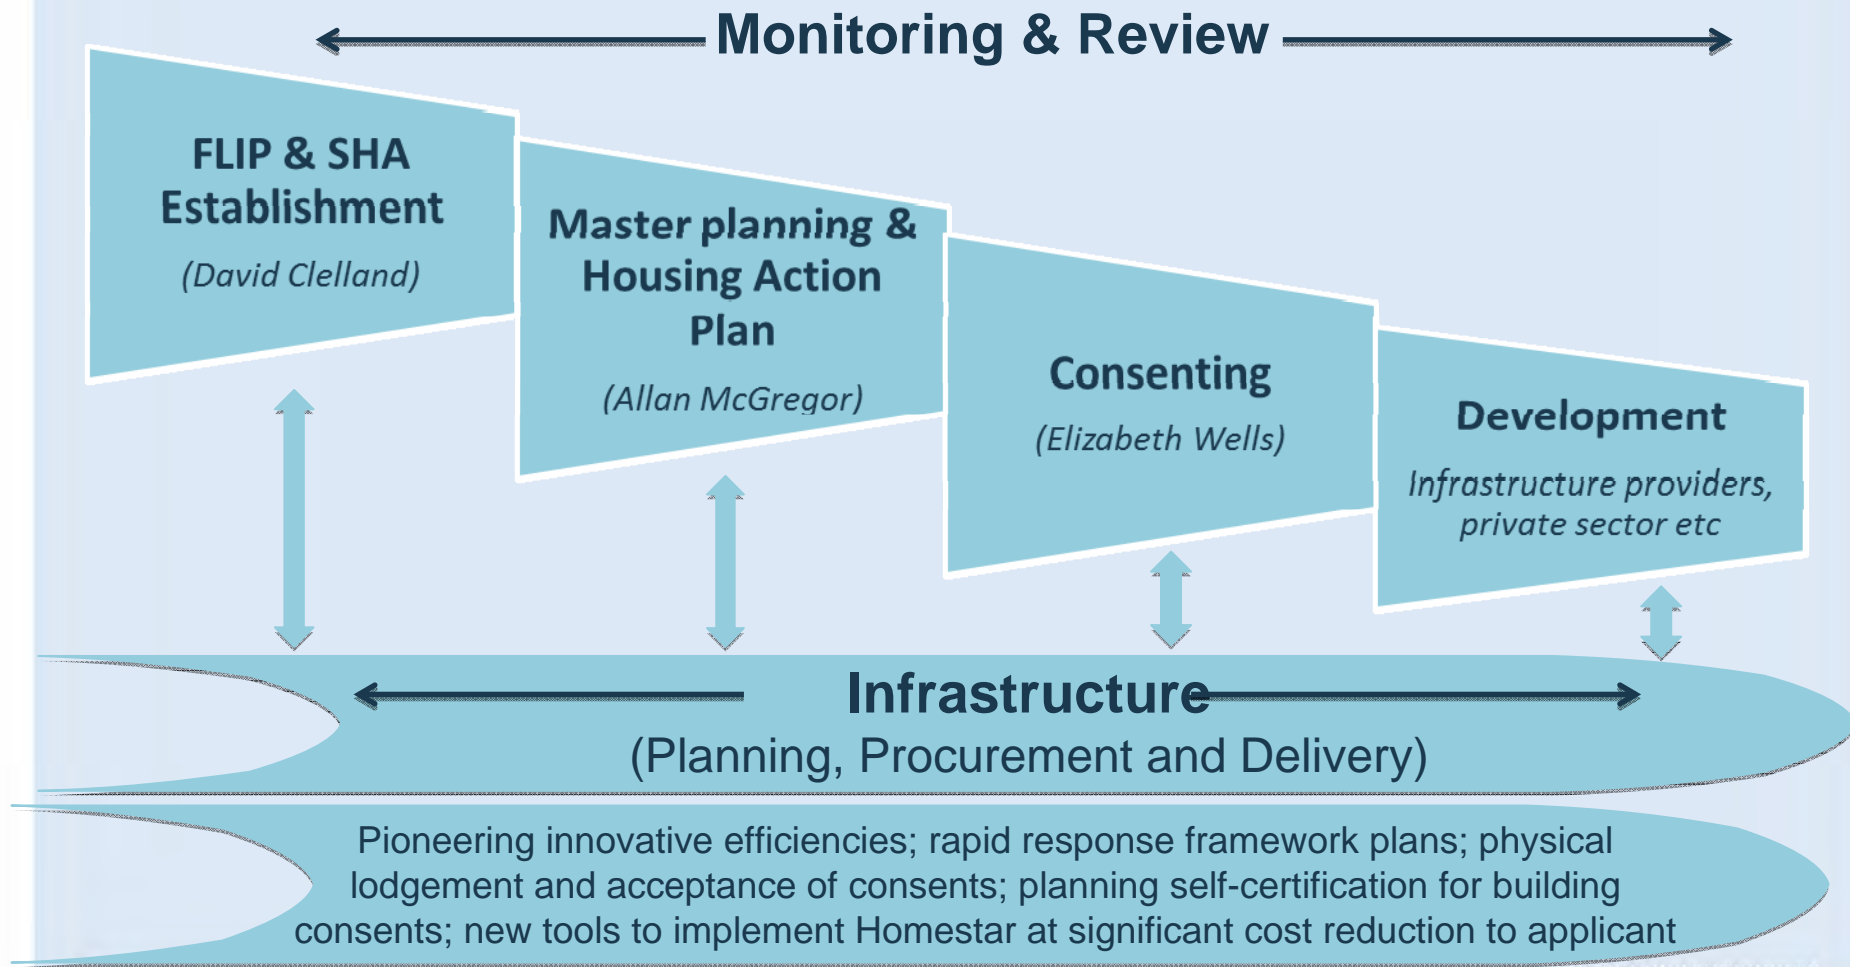 Monitoring & Review
FLIP & SHA
Establishment
(David Clelland)
Master planning &
Housing Action
Plan
(Allan McGregor)
Consenting
(Elizabeth Wells)
Development
Infrastructure providers,
private sector etc
Infrastructure
(Planning, Procurement and Delivery)
Pioneering innovative efficiencies; rapid response framework plans; physical
lodgement and acceptance of consents; planning self-certification for building
consents; new tools to implement Homestar at significant cost reduction to applicant